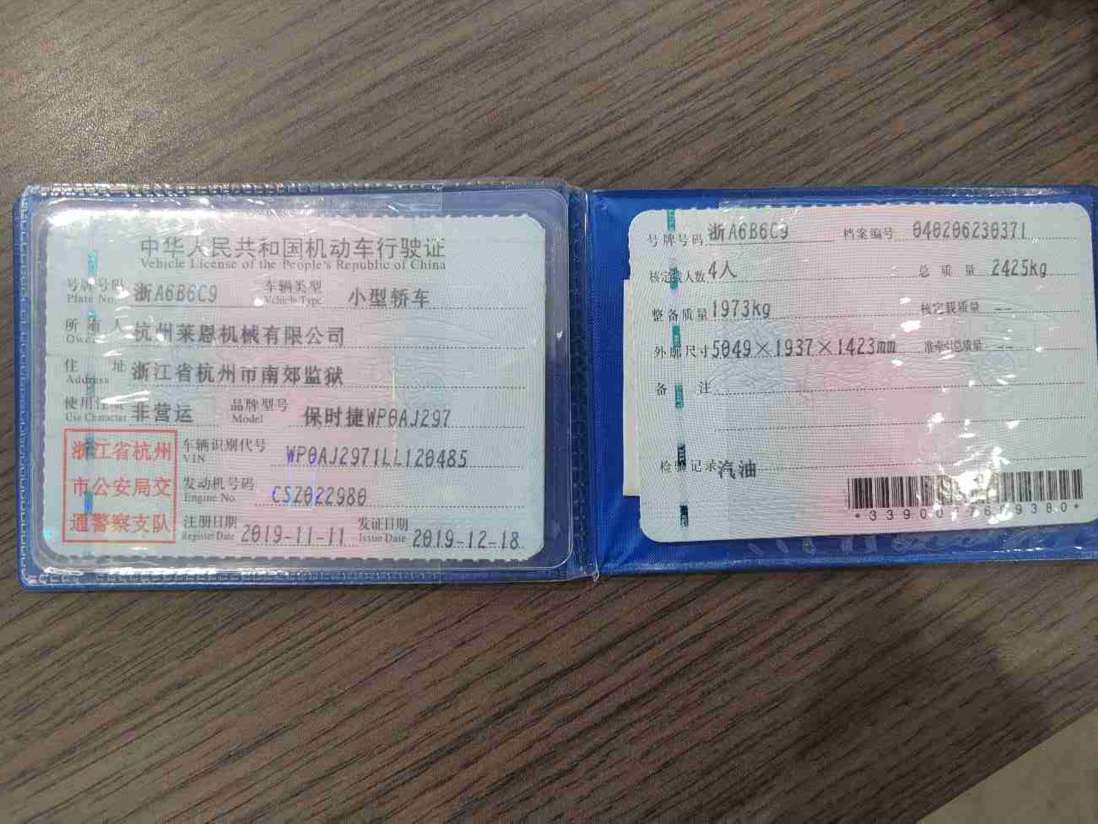 中华人民共和国机动车行驶证
Vehicle License of the People's Republic of China
号牌号码 浙A6B6C9 车辆类型 小型轿车
Plate No. Vehicle Type
所有人 杭州莱恩机械有限公司
住址 浙江省杭州市南郊监狱
Address
使用性质 非营运 品牌型号 保时捷WP0AJ297
Use Character Model
浙江省杭州
市公安局交
通警察支队
车辆识别代号 WP0AJ2971LL120485
VIN
发动机号码 CSZ022980
Engine No.
注册日期 2019-11-11 发证日期 2019-12-18
Register Date Issue Date
号牌号码 浙A6B6C9 档案编号 040206230371
核定载人数 4人 总质量 2425kg
整备质量 1973kg 核定载质量 --
外廓尺寸 5049×1937×1423mm 准牵引总质量 --
备注
检验记录 汽油